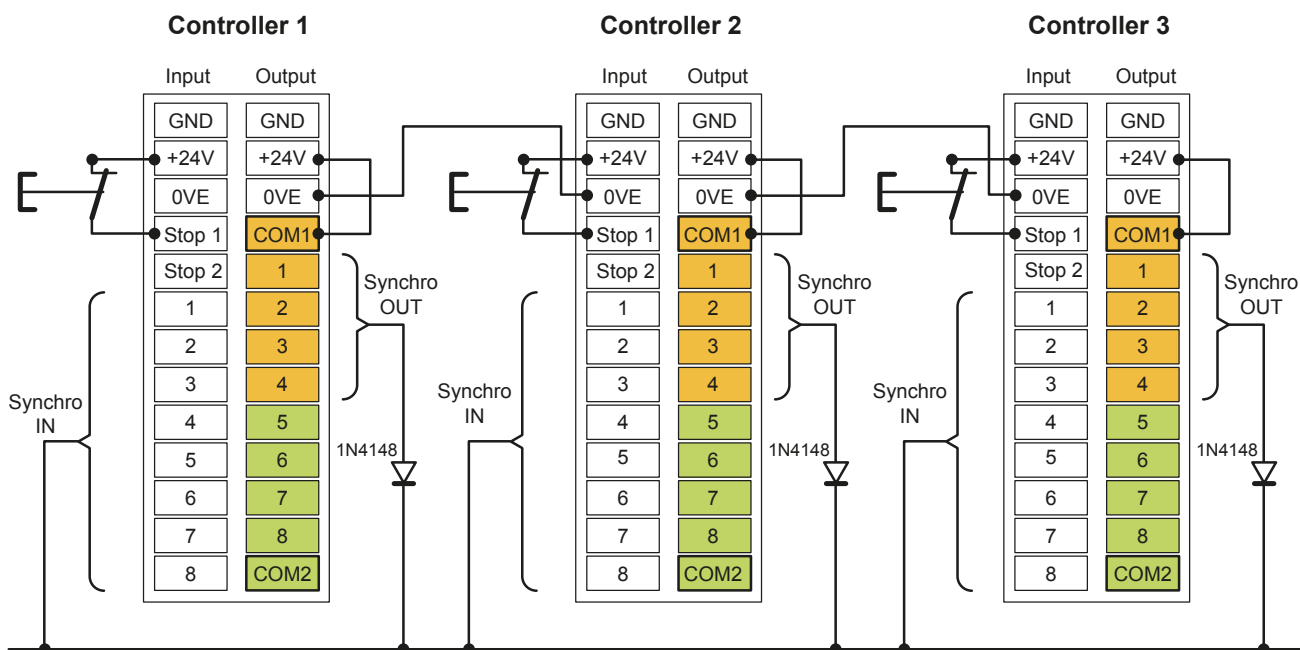 Controller 1
Controller 2
Controller 3
Input Output
Input Output
Input Output
GND GND
GND GND
GND GND
+24V +24V
+24V +24V
+24V +24V
0VE 0VE
0VE 0VE
0VE 0VE
Stop 1 COM1
Stop 1 COM1
Stop 1 COM1
Stop 2 1
Stop 2 1
Stop 2 1
Synchro
OUT
Synchro
OUT
Synchro
OUT
1 2
1 2
1 2
2 3
2 3
2 3
3 4
3 4
3 4
Synchro
IN
Synchro
IN
Synchro
IN
4 5
4 5
4 5
5 6
5 6
5 6
1N4148
1N4148
1N4148
6 7
6 7
6 7
7 8
7 8
7 8
8 COM2
8 COM2
8 COM2